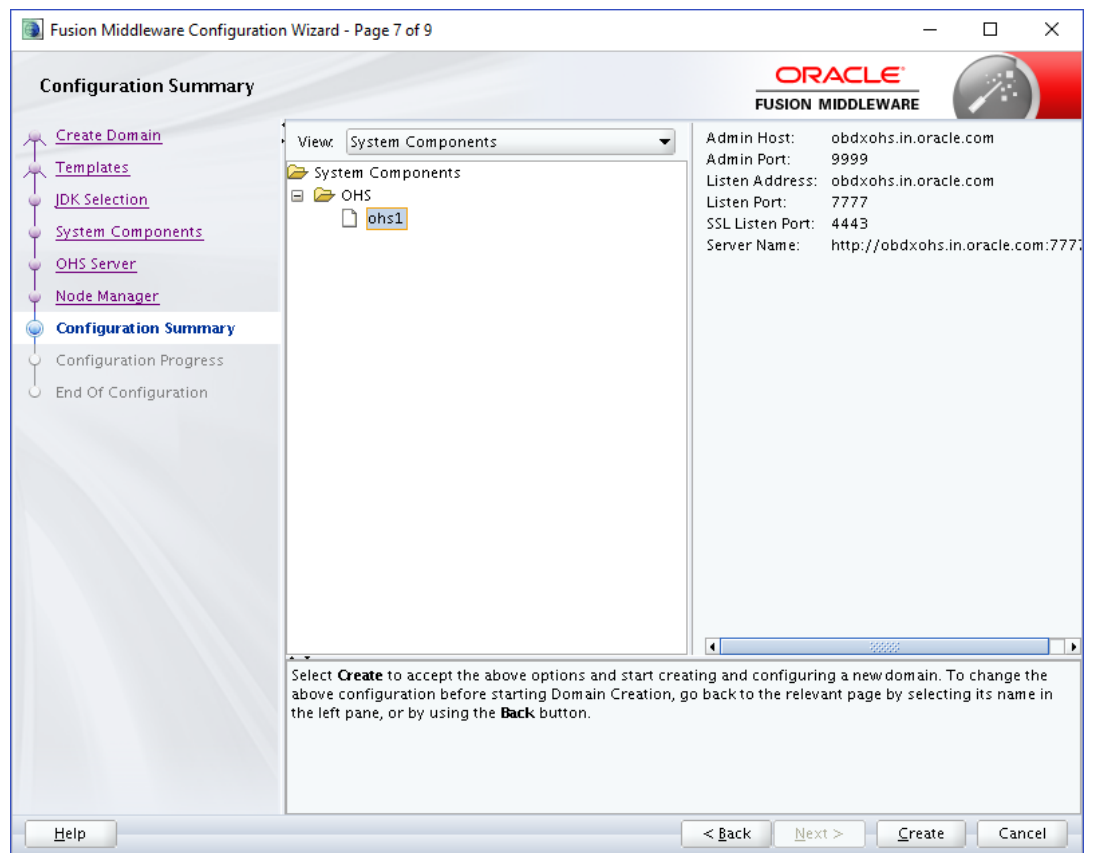 Fusion Middleware Configuration Wizard - Page 7 of 9
Configuration Summary
ORACLE
FUSION MIDDLEWARE
Create Domain
Templates
JDK Selection
System Components
OHS Server
Node Manager
Configuration Summary
Configuration Progress
End Of Configuration
View: System Components
System Components
OHS
ohs1
Admin Host: obdxohs.in.oracle.com
Admin Port: 9999
Listen Address: obdxohs.in.oracle.com
Listen Port: 7777
SSL Listen Port: 4443
Server Name: http://obdxohs.in.oracle.com:777
Select Create to accept the above options and start creating and configuring a new domain. To change the
above configuration before starting Domain Creation, go back to the relevant page by selecting its name in
the left pane, or by using the Back button.
Help
< Back
Next >
Create
Cancel